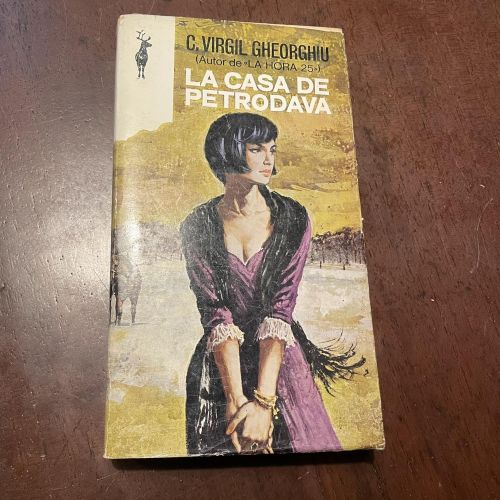 C. VIRGIL GHEORGHIU
(Autor de «LA HORA 25»)
LA CASA DE
PETRODAVA